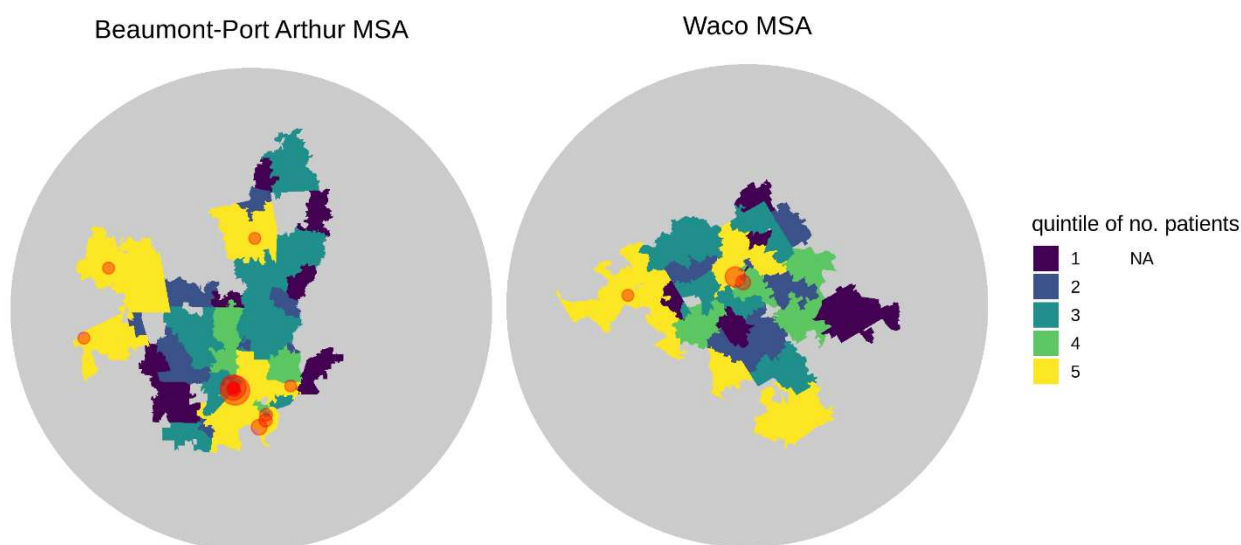 Beaumont-Port Arthur MSA
Waco MSA
quintile of no. patients
1 NA
2
3
4
5